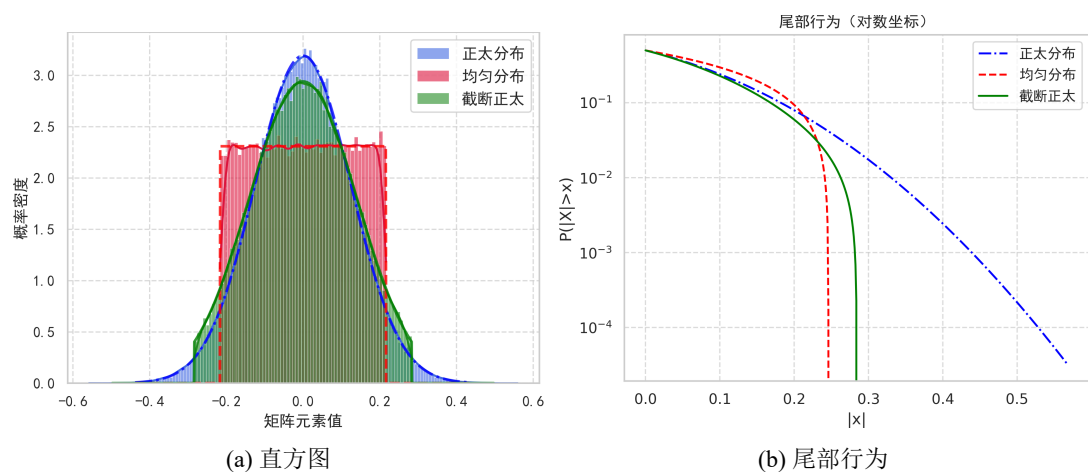 正太分布
均匀分布
截断正太
概率密度
3.0
2.5
2.0
1.5
1.0
0.5
0.0
−0.6
−0.4
−0.2
0.0
0.2
0.4
0.6
矩阵元素值
(a) 直方图
尾部行为（对数坐标）
正太分布
均匀分布
截断正太
P(|X|>x)
10⁻¹
10⁻²
10⁻³
10⁻⁴
0.0
0.1
0.2
0.3
0.4
0.5
|x|
(b) 尾部行为